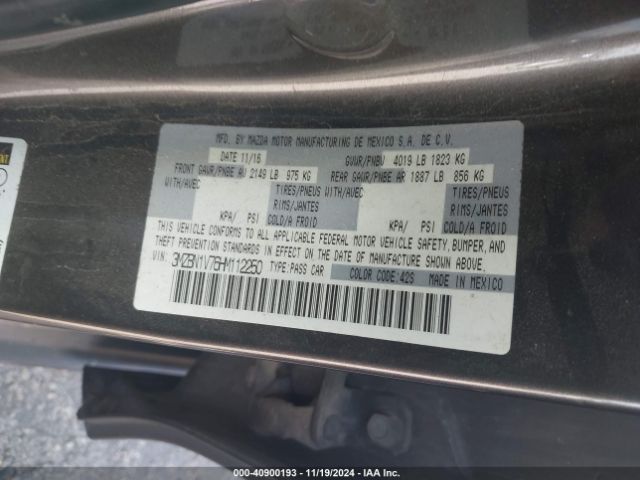 MFD. BY MAZDA MOTOR MANUFACTURING DE MEXICO S.A. DE C.V.
DATE 11/16 GVWR/PNBV 4019 LB 1823 KG
FRONT GAWR/PNBE AV 2149 LB 975 KG REAR GAWR/PNBE AR 1887 LB 856 KG
WITH/AVEC TIRES/PNEUS WITH/AVEC TIRES/PNEUS
RIMS/JANTES RIMS/JANTES
KPA/ PSI COLD/A FROID KPA/ PSI COLD/A FROID
THIS VEHICLE CONFORMS TO ALL APPLICABLE FEDERAL MOTOR VEHICLE SAFETY, BUMPER, AND
THEFT PREVENTION STANDARDS IN EFFECT ON THE DATE OF MANUFACTURE SHOWN ABOVE.
VIN: 3MZBN1V76HM112250 TYPE:PASS CAR COLOR CODE:42S MADE IN MEXICO
000-40900193 - 11/19/2024 - IAA Inc.